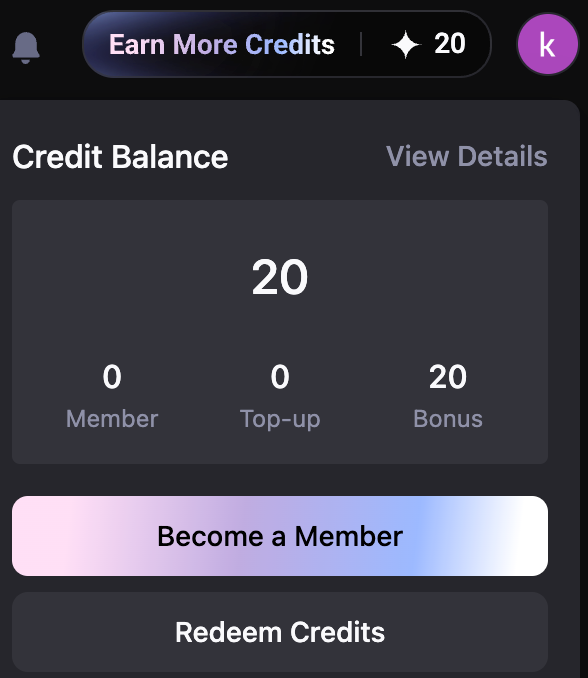 Earn More Credits 20 k
Credit Balance View Details
20
0 0 20
Member Top-up Bonus
Become a Member
Redeem Credits